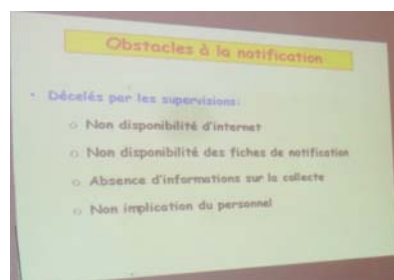 Obstacles à la notification
• Décelés par les supervisions:
o Non disponibilité d'internet
o Non disponibilité des fiches de notification
o Absence d'informations sur la collecte
o Non implication du personnel